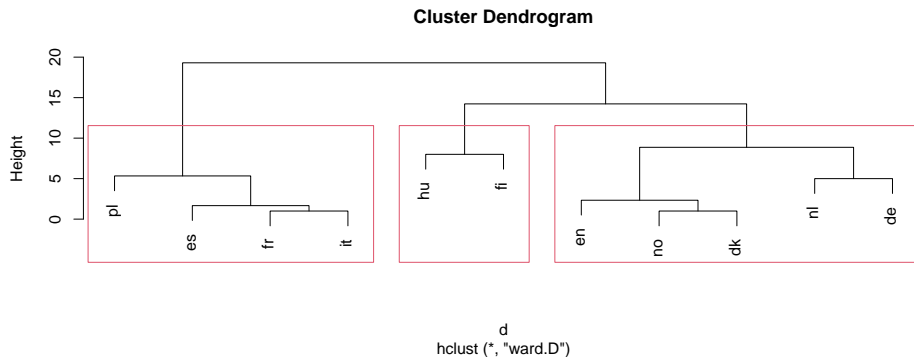 Cluster Dendrogram
Height
20
15
10
5
0
pl
es
fr
it
hu
fi
en
no
dk
nl
de
d
hclust (*, "ward.D")